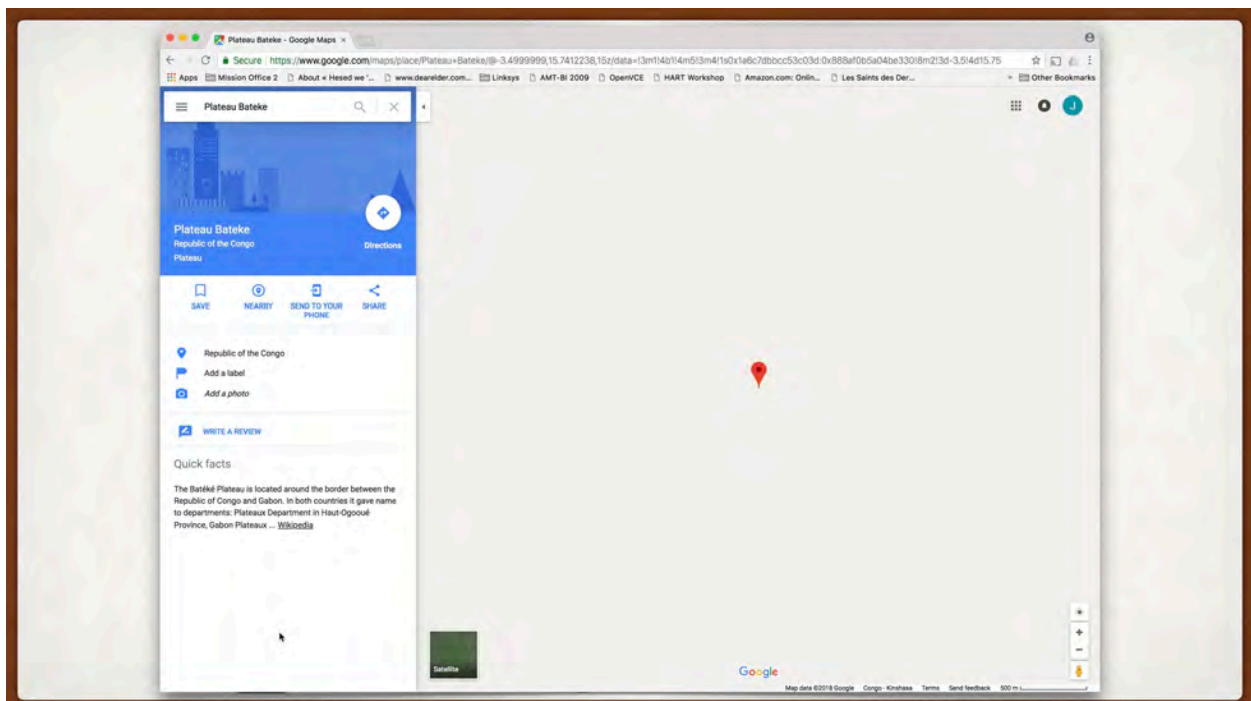 Plateau Bateke - Google Maps ×
Secure https://www.google.com/maps/place/Plateau+Bateke/@-3.4999999,15.7412238,15z/data=!3m1!4b1!4m5!3m4!1s0x1a6c7dbbcc53c03d:0x888af0b5a04be330!8m2!3d-3.5!4d15.75
Apps Mission Office 2 About « Hesed we '... www.dearelder.com... Linksys AMT-BI 2009 OpenVCE HART Workshop Amazon.com: Onlin... Les Saints des Der... » Other Bookmarks
Plateau Bateke
J
Plateau Bateke
Republic of the Congo
Plateau
Directions
SAVE NEARBY SEND TO YOUR PHONE SHARE
Republic of the Congo
Add a label
Add a photo
WRITE A REVIEW
Quick facts
The Batéké Plateau is located around the border between the
Republic of Congo and Gabon. In both countries it gave name
to departments: Plateaux Department in Haut-Ogooué
Province, Gabon Plateaux ... Wikipedia
Satellite
Google
Map data ©2018 Google Congo - Kinshasa Terms Send feedback 500 m